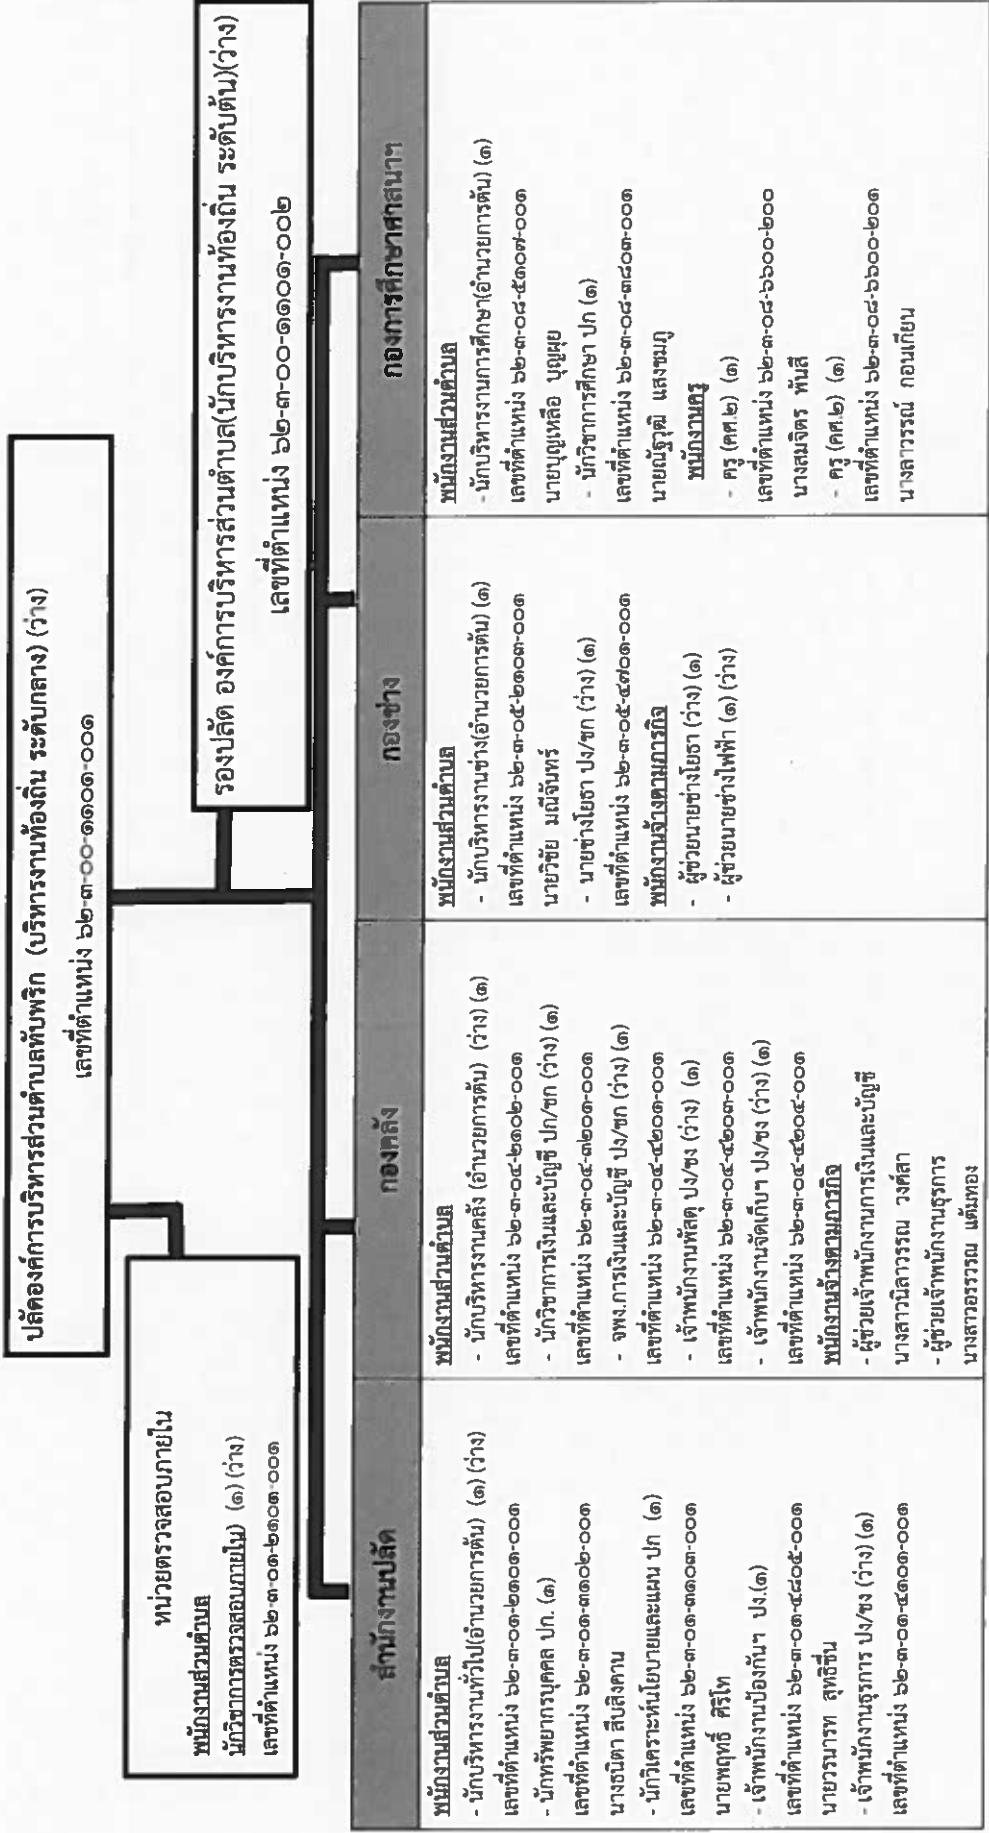 ปลัดองค์การบริหารส่วนตำบลทับพริก (บริหารงานท้องถิ่น ระดับกลาง) (ว่าง)
เลขที่ตำแหน่ง ๖๒-๓-๐๐-๑๑๐๑-๐๐๑
รองปลัด องค์การบริหารส่วนตำบล(นักบริหารงานท้องถิ่น ระดับต้น)(ว่าง)
เลขที่ตำแหน่ง ๖๒-๓-๐๐-๑๑๐๑-๐๐๒
หน่วยตรวจสอบภายใน
พนักงานส่วนตำบล
นักวิชาการตรวจสอบภายใน) (๑) (ว่าง)
เลขที่ตำแหน่ง ๖๒-๓-๐๑-๒๑๐๑-๐๐๑
สำนักงานปลัด
พนักงานส่วนตำบล
- นักบริหารงานทั่วไป(อำนวยการต้น) (๑) (ว่าง)
เลขที่ตำแหน่ง ๖๒-๓-๐๑-๒๑๐๑-๐๐๑
- นักทรัพยากรบุคคล ปก. (๑)
เลขที่ตำแหน่ง ๖๒-๓-๐๑-๓๑๐๒-๐๐๑
นางธนิตา สืบสิงคาน
- นักวิเคราะห์นโยบายและแผน ปก (๑)
เลขที่ตำแหน่ง ๖๒-๓-๐๑-๓๑๐๓-๐๐๑
นายพฤทธิ์ ศิริโท
- เจ้าพนักงานป้องกันฯ ปง.(๑)
เลขที่ตำแหน่ง ๖๒-๓-๐๑-๔๘๐๕-๐๐๑
นายวรนารท สุทธิชื่น
- เจ้าพนักงานธุรการ ปง/ชง (ว่าง) (๑)
เลขที่ตำแหน่ง ๖๒-๓-๐๑-๔๑๐๑-๐๐๑
กองคลัง
พนักงานส่วนตำบล
- นักบริหารงานคลัง (อำนวยการต้น) (ว่าง) (๑)
เลขที่ตำแหน่ง ๖๒-๓-๐๔-๒๑๐๒-๐๐๑
- นักวิชาการเงินและบัญชี ปก/ชก (ว่าง) (๑)
เลขที่ตำแหน่ง ๖๒-๓-๐๔-๓๒๐๑-๐๐๑
- จพง.การเงินและบัญชี ปง/ชก (ว่าง) (๑)
เลขที่ตำแหน่ง ๖๒-๓-๐๔-๔๒๐๑-๐๐๑
- เจ้าพนักงานพัสดุ ปง/ชง (ว่าง) (๑)
เลขที่ตำแหน่ง ๖๒-๓-๐๔-๔๒๐๓-๐๐๑
- เจ้าพนักงานจัดเก็บฯ ปง/ชง (ว่าง) (๑)
เลขที่ตำแหน่ง ๖๒-๓-๐๔-๔๒๐๔-๐๐๑
พนักงานจ้างตามภารกิจ
- ผู้ช่วยเจ้าพนักงานการเงินและบัญชี
นางสาวนิลาวรรณ วงศ์สา
- ผู้ช่วยเจ้าพนักงานธุรการ
นางสาวอรรวรณ แต้มทอง
กองช่าง
พนักงานส่วนตำบล
- นักบริหารงานช่าง(อำนวยการต้น) (๑)
เลขที่ตำแหน่ง ๖๒-๓-๐๕-๒๑๐๓-๐๐๑
นายวิชัย มณีจันทร์
- นายช่างโยธา ปง/ชก (ว่าง) (๑)
เลขที่ตำแหน่ง ๖๒-๓-๐๕-๔๗๐๑-๐๐๑
พนักงานจ้างตามภารกิจ
- ผู้ช่วยนายช่างโยธา (ว่าง) (๑)
- ผู้ช่วยนายช่างไฟฟ้า (๑) (ว่าง)
กองการศึกษาศาสนาฯ
พนักงานส่วนตำบล
- นักบริหารงานการศึกษา(อำนวยการต้น) (๑)
เลขที่ตำแหน่ง ๖๒-๓-๐๘-๕๑๐๗-๐๐๑
นายบุญเหลือ บุญผุย
- นักวิชาการศึกษา ปก (๑)
เลขที่ตำแหน่ง ๖๒-๓-๐๘-๓๘๐๓-๐๐๑
นายณัฐวุฒิ แสงชมภู
พนักงานครู
- ครู (คศ.๒) (๑)
เลขที่ตำแหน่ง ๖๒-๓-๐๘-๖๖๐๐-๒๐๐
นางสมจิตร พันสี
- ครู (คศ.๒) (๑)
เลขที่ตำแหน่ง ๖๒-๓-๐๘-๖๖๐๐-๒๐๑
นางลาวรรณ์ กอนเกียน